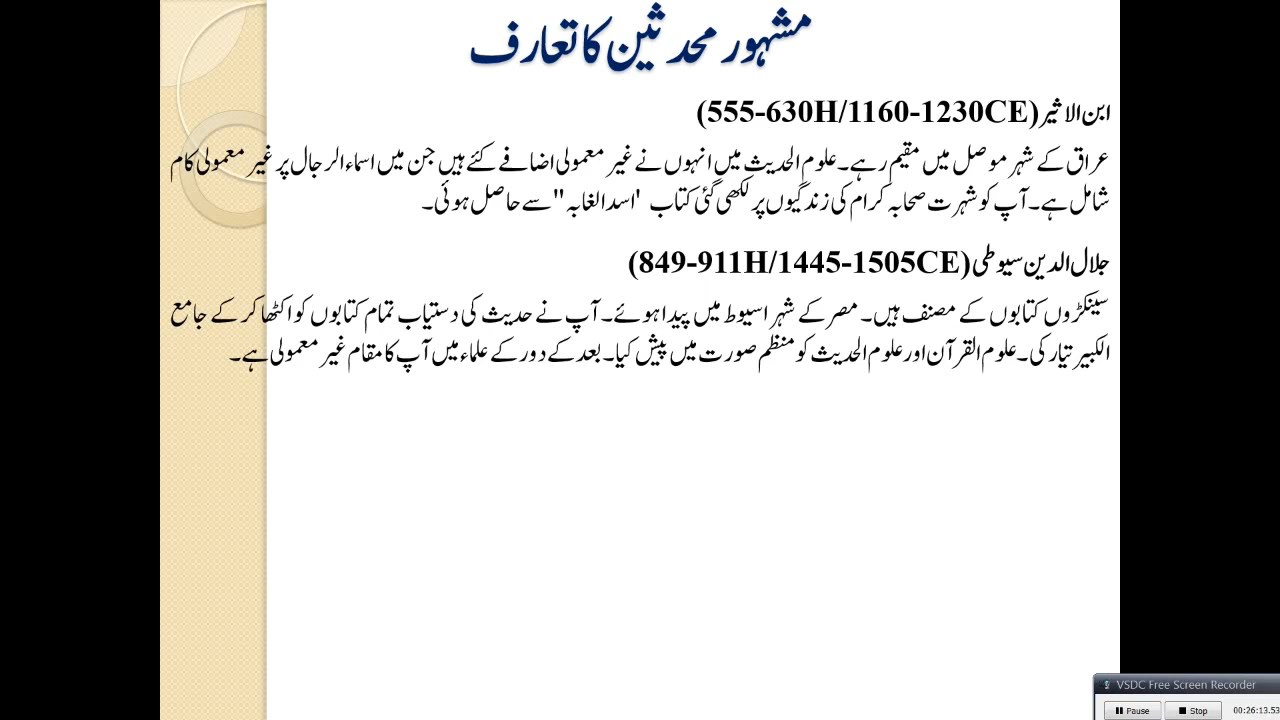 مشہور محدثین کا تعارف
ابن الاثیر (555-630H/1160-1230CE)
عراق کے شہر موصل میں مقیم رہے۔ علوم الحدیث میں انہوں نے غیر معمولی اضافے کئے ہیں جن میں اسماء الرجال پر غیر معمولی کام
شامل ہے۔ آپ کو شہرت صحابہ کرام کی زندگیوں پر لکھی گئی کتاب 'اسد الغابہ" سے حاصل ہوئی۔
جلال الدین سیوطی (849-911H/1445-1505CE)
سینکڑوں کتابوں کے مصنف ہیں۔ مصر کے شہر اسیوط میں پیدا ہوئے۔ آپ نے حدیث کی دستیاب تمام کتابوں کو اکٹھا کر کے جامع
الکبیر تیار کی۔ علوم القرآن اور علوم الحدیث کو منظم صورت میں پیش کیا۔ بعد کے دور کے علماء میں آپ کا مقام غیر معمولی ہے۔
VSDC Free Screen Recorder
Pause Stop 00:26:13.53